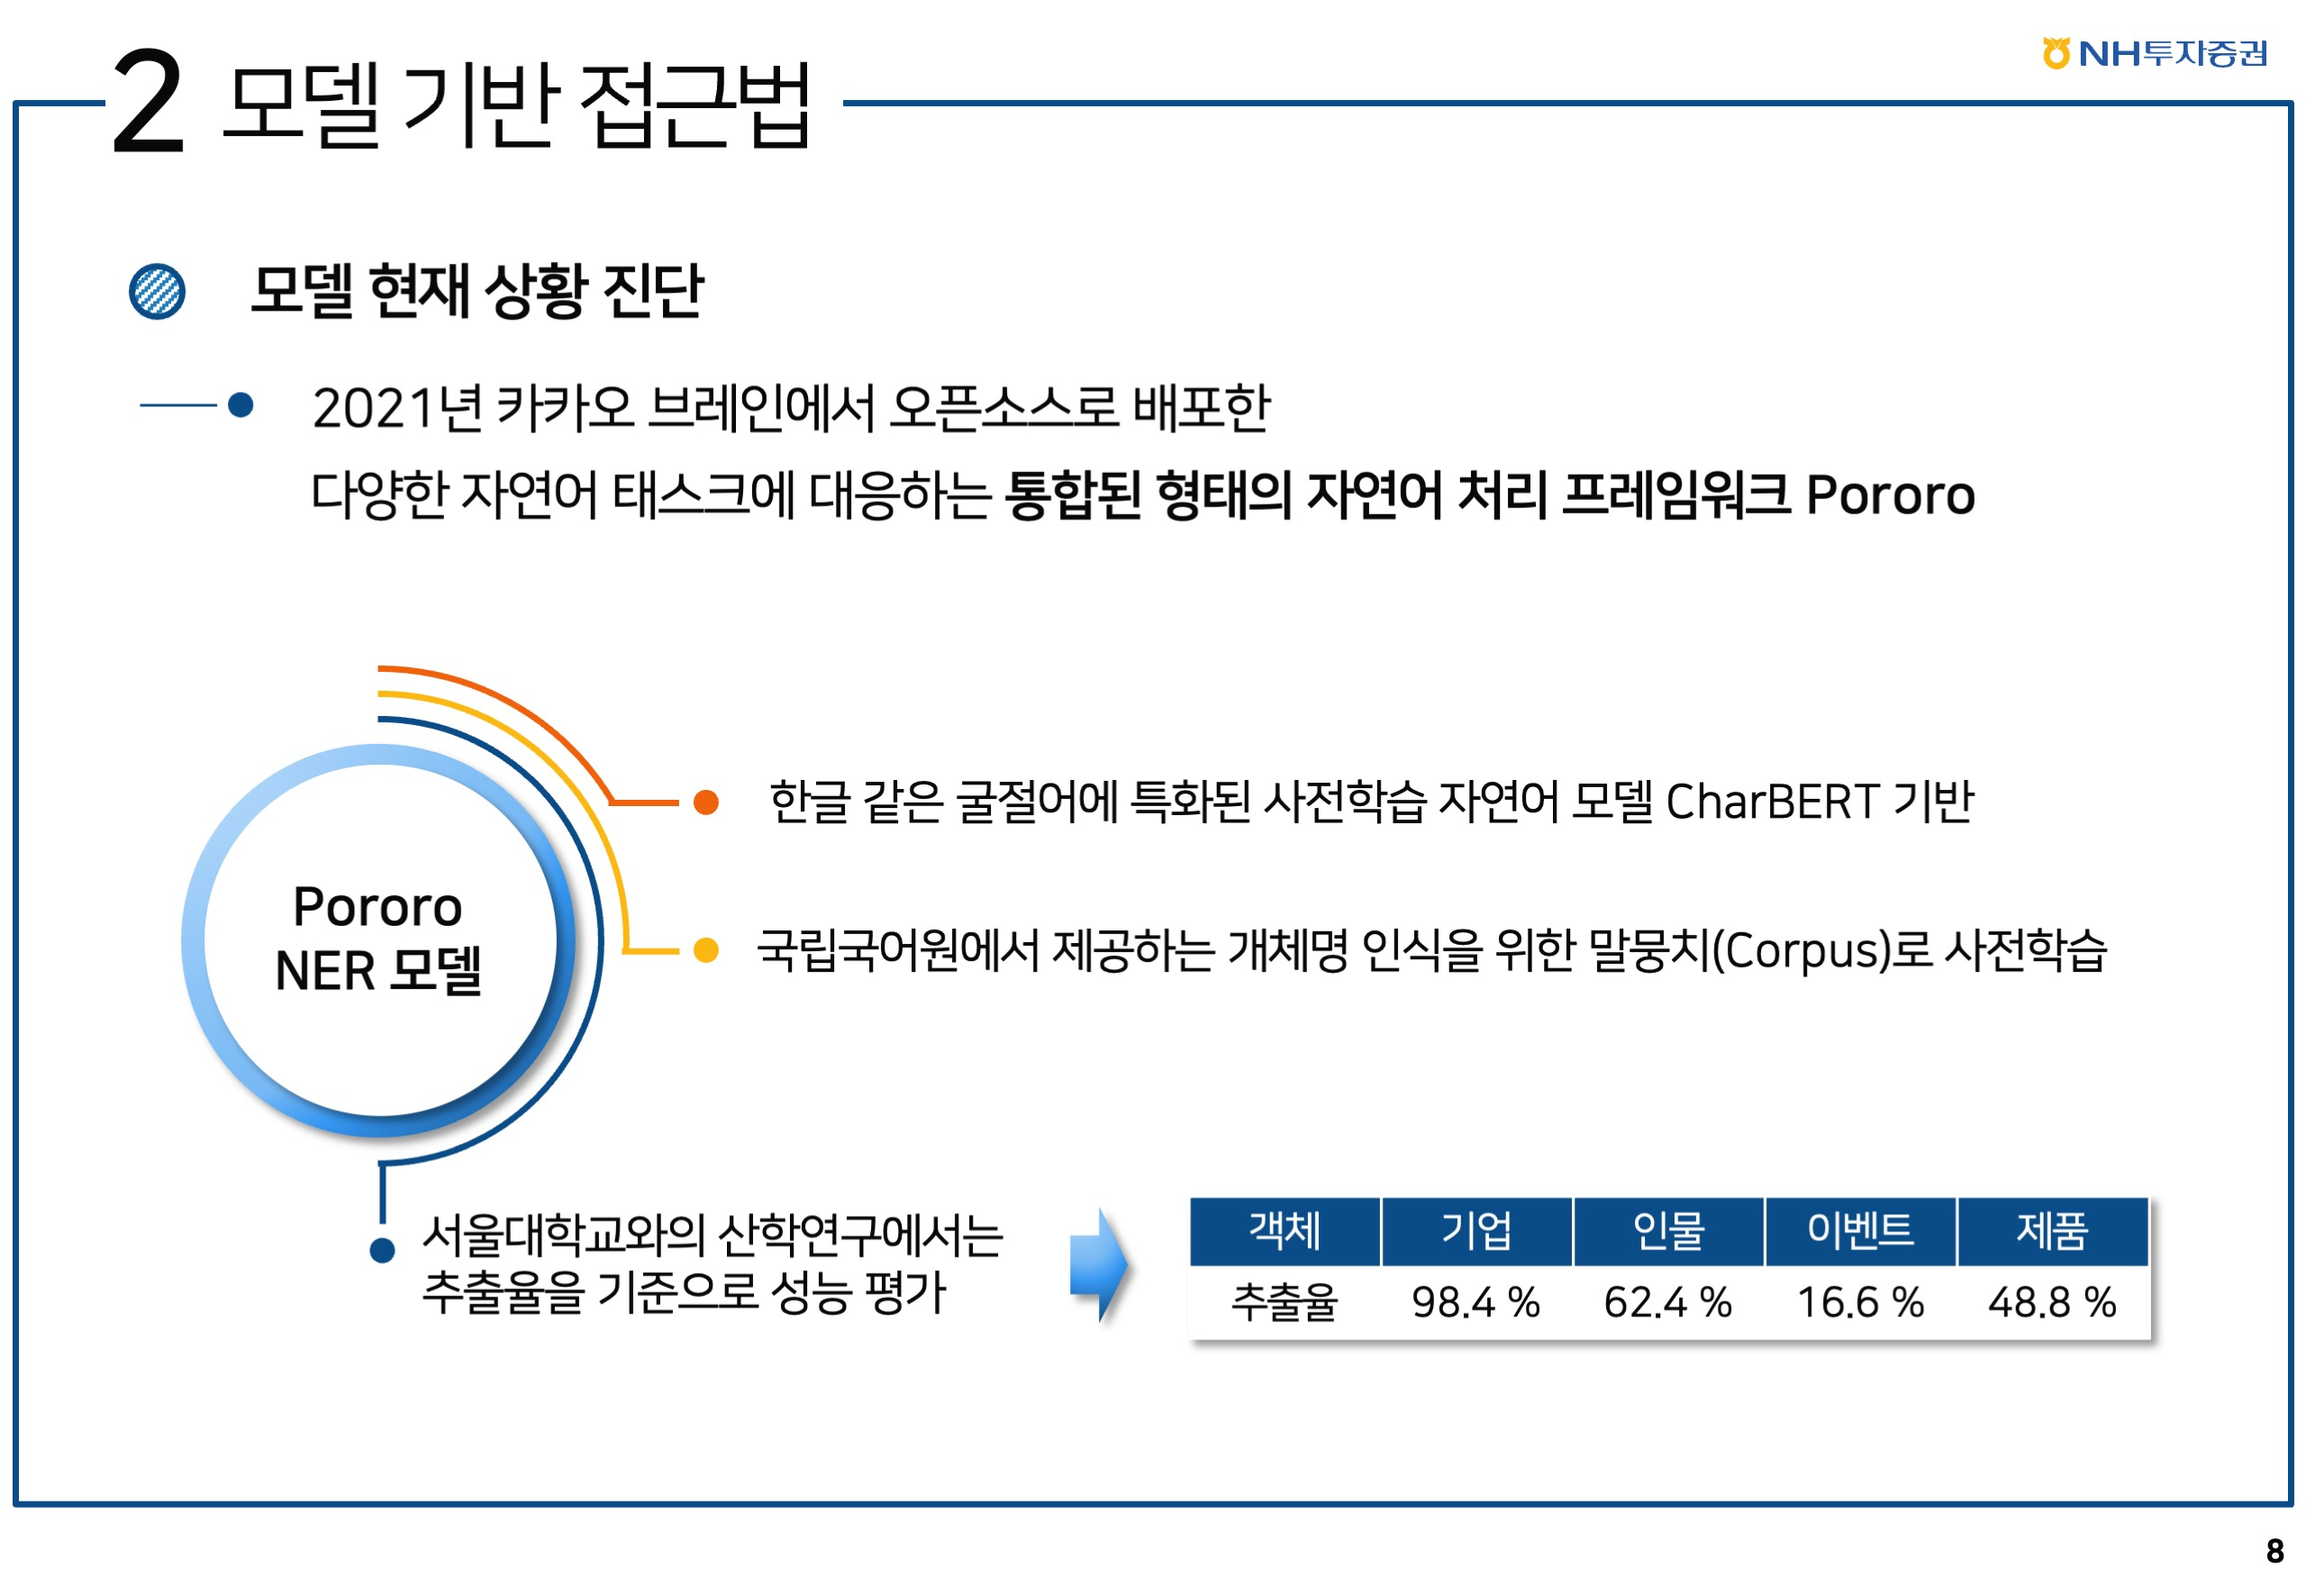 NH투자증권
2 모델 기반 접근법
모델 현재 상황 진단
2021년 카카오 브레인에서 오픈소스로 배포한
다양한 자연어 태스크에 대응하는 통합된 형태의 자연어 처리 프레임워크 Pororo
Pororo
NER 모델
한글 같은 굴절어에 특화된 사전학습 자연어 모델 CharBERT 기반
국립국어원에서 제공하는 개체명 인식을 위한 말뭉치(Corpus)로 사전학습
서울대학교와의 산학연구에서는
추출율을 기준으로 성능 평가
객체 기업 인물 이벤트 제품
추출율 98.4 % 62.4 % 16.6 % 48.8 %
8